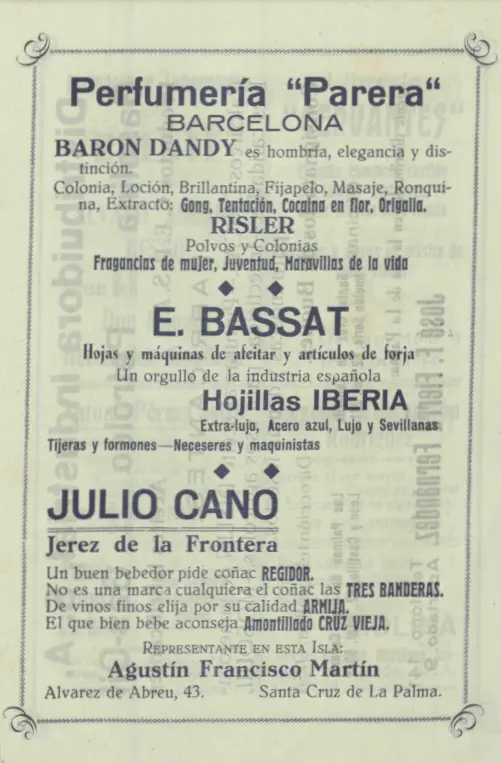 Perfumería “Parera“
BARCELONA
BARON DANDY es hombría, elegancia y dis-
tinción.
Colonia, Loción, Brillantina, Fijapelo, Masaje, Ronqui-
na, Extracto: Gong, Tentación, Cocaina en flor, Origalia.
RISLER
Polvos y Colonias
Fragancias de mujer, Juventud, Maravillas de la vida
E. BASSAT
Hojas y máquinas de afeitar y artículos de forja
Un orgullo de la industria española
Hojillas IBERIA
Extra-lujo, Acero azul, Lujo y Sevillanas
Tijeras y formones—Neceseres y maquinistas
JULIO CANO
Jerez de la Frontera
Un buen bebedor pide coñac REGIDOR.
No es una marca cualquiera el coñac las TRES BANDERAS.
De vinos finos elija por su calidad ARMIJA.
El que bien bebe aconseja Amontillado CRUZ VIEJA.
REPRESENTANTE EN ESTA ISLA:
Agustín Francisco Martín
Alvarez de Abreu, 43. Santa Cruz de La Palma.